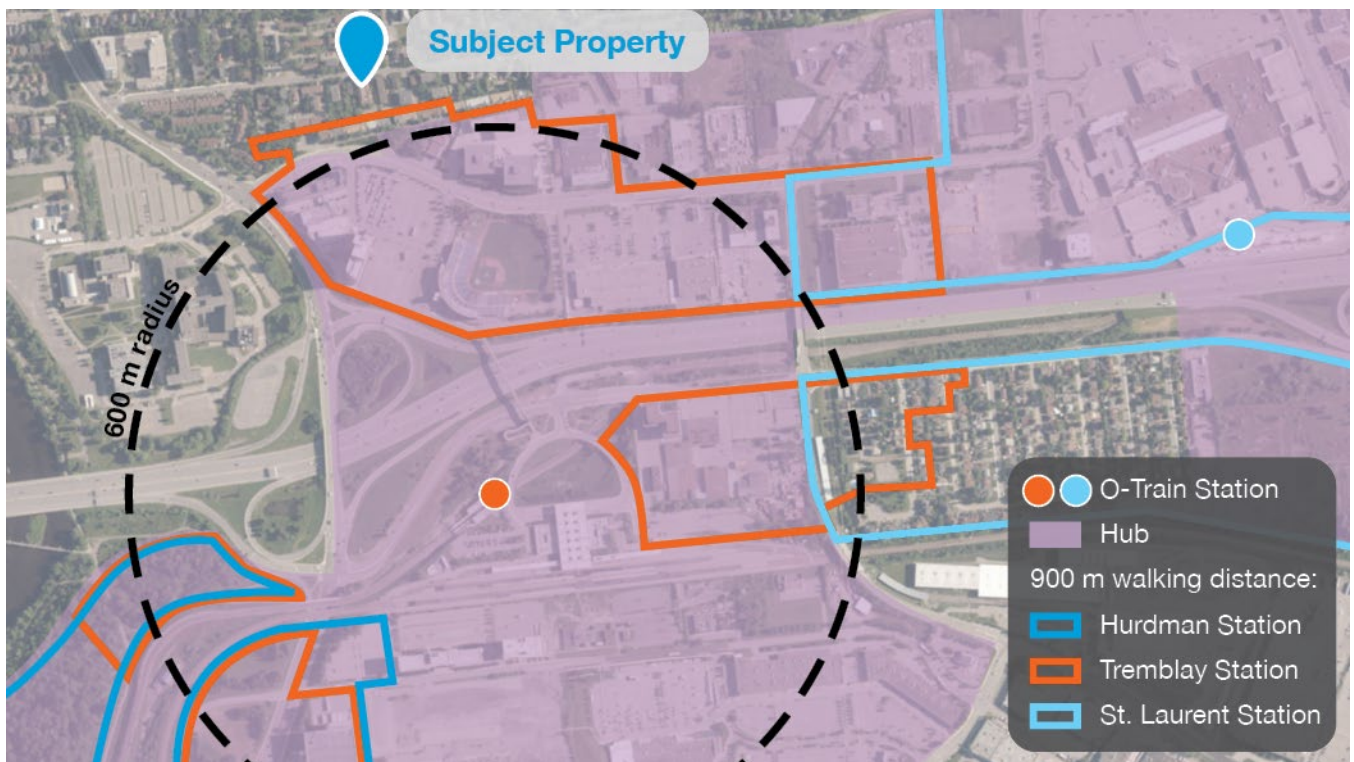 Subject Property
600 m radius
O-Train Station
Hub
900 m walking distance:
Hurdman Station
Tremblay Station
St. Laurent Station